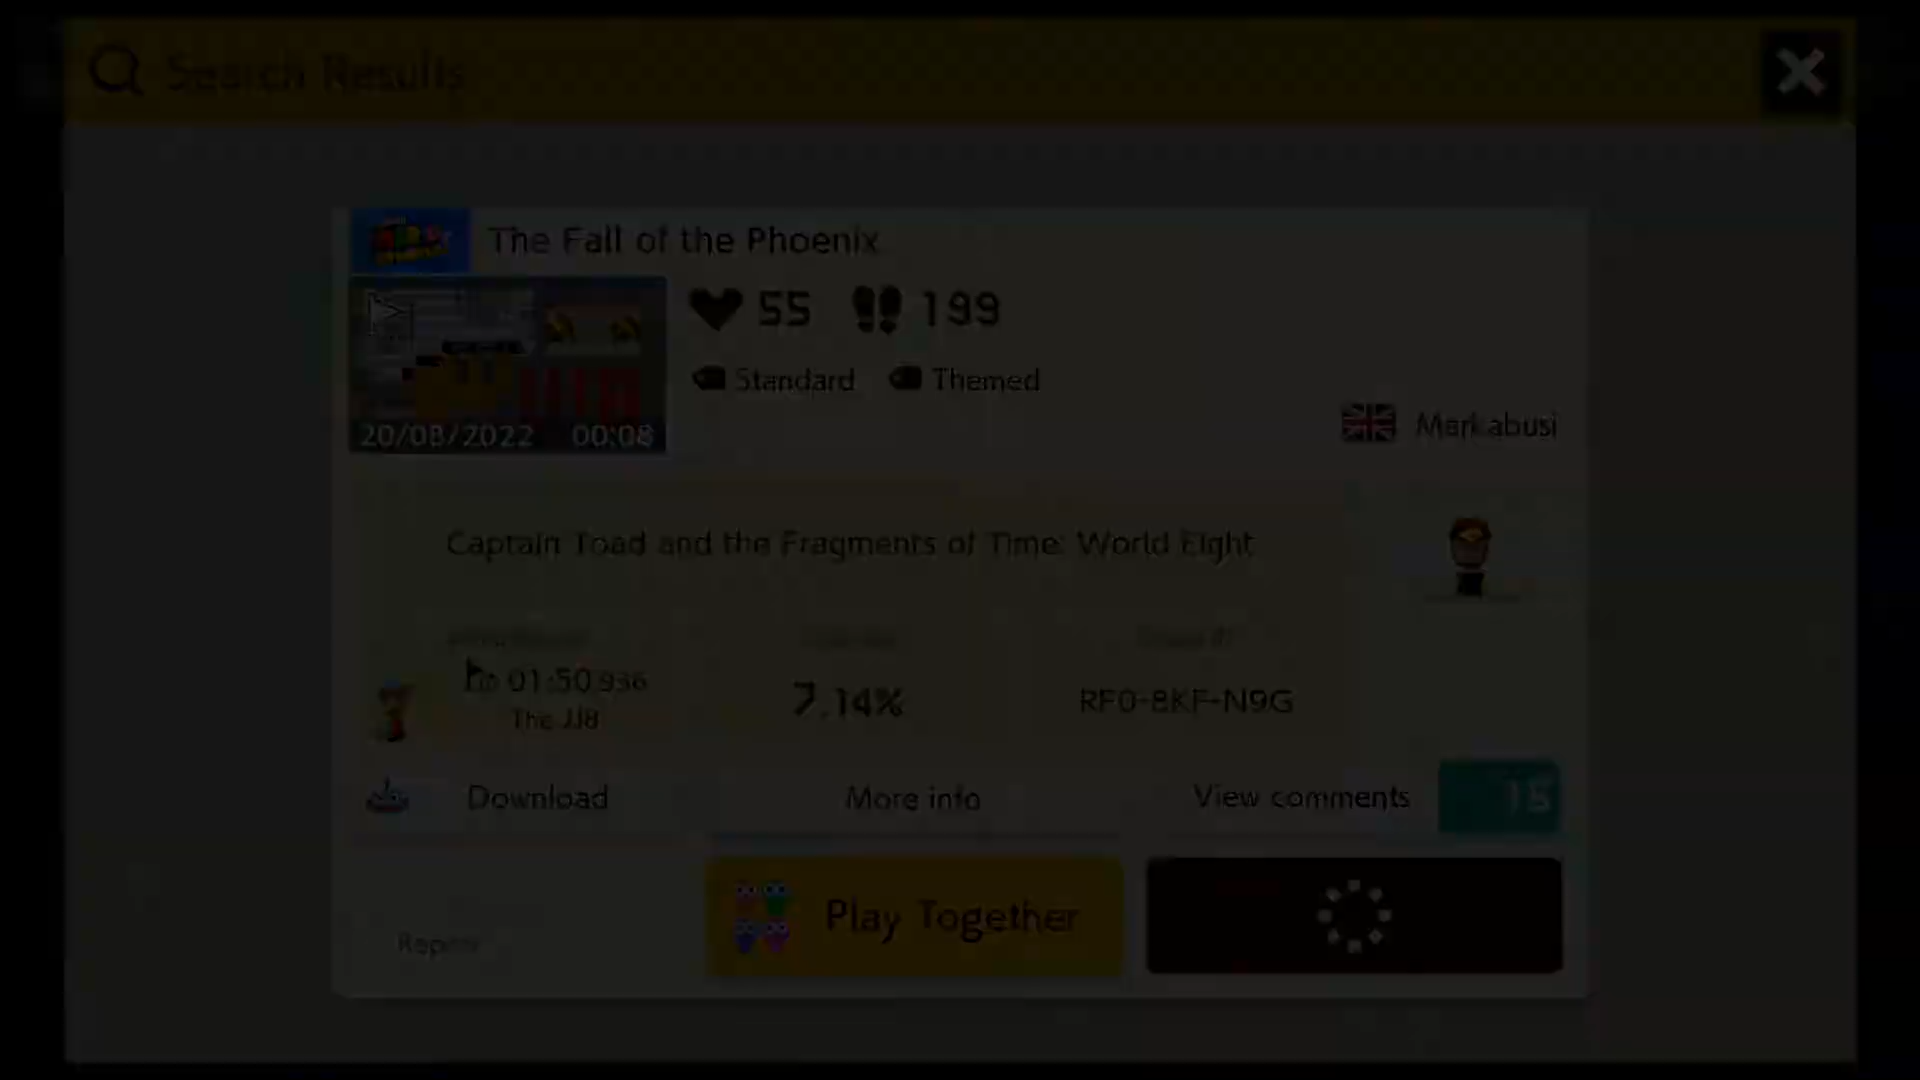 Search Results
The Fall of the Phoenix
55 199
Standard Themed
20/08/2022 00:08
Markabusi
Captain Toad and the Fragments of Time: World Eight
01:50.936
The JJ8
7.14%
RF0-8KF-N9G
Download
More info
View comments 15
Report
Play Together